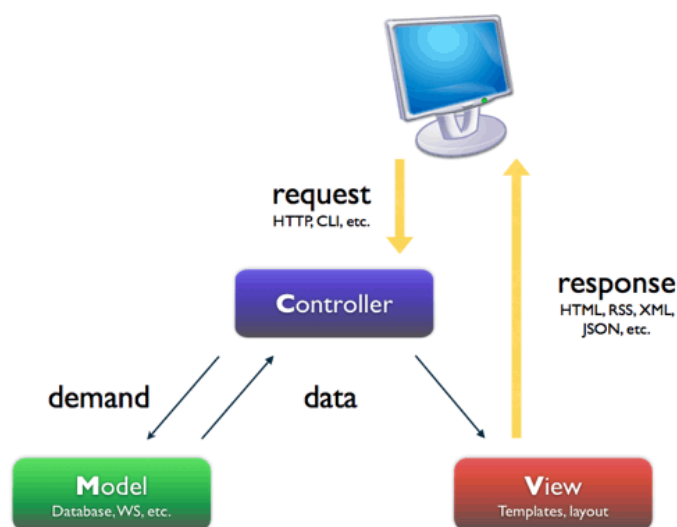 request
HTTP, CLI, etc.
Controller
response
HTML, RSS, XML,
JSON, etc.
demand
data
Model
Database, WS, etc.
View
Templates, layout